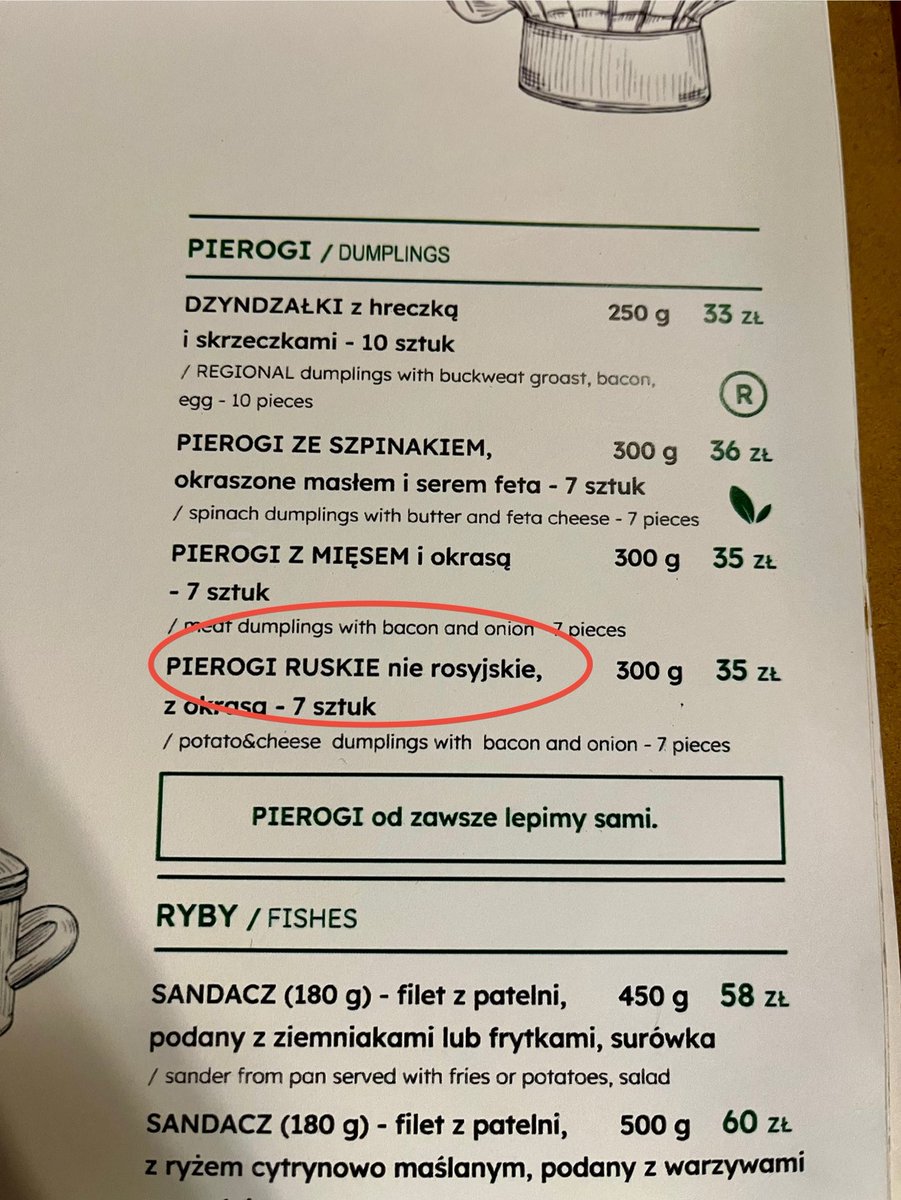 PIEROGI / DUMPLINGS
DZYNDZAŁKI z hreczką 250 g 33 ZŁ
i skrzeczkami - 10 sztuk
/ REGIONAL dumplings with buckweat groast, bacon,
egg - 10 pieces
R
PIEROGI ZE SZPINAKIEM, 300 g 36 ZŁ
okraszone masłem i serem feta - 7 sztuk
/ spinach dumplings with butter and feta cheese - 7 pieces
PIEROGI Z MIĘSEM i okrasą 300 g 35 ZŁ
- 7 sztuk
/ meat dumplings with bacon and onion - 7 pieces
PIEROGI RUSKIE nie rosyjskie, 300 g 35 ZŁ
z okrasą - 7 sztuk
/ potato&cheese dumplings with bacon and onion - 7 pieces
PIEROGI od zawsze lepimy sami.
RYBY / FISHES
SANDACZ (180 g) - filet z patelni, 450 g 58 ZŁ
podany z ziemniakami lub frytkami, surówka
/ sander from pan served with fries or potatoes, salad
SANDACZ (180 g) - filet z patelni, 500 g 60 ZŁ
z ryżem cytrynowo maślanym, podany z warzywami